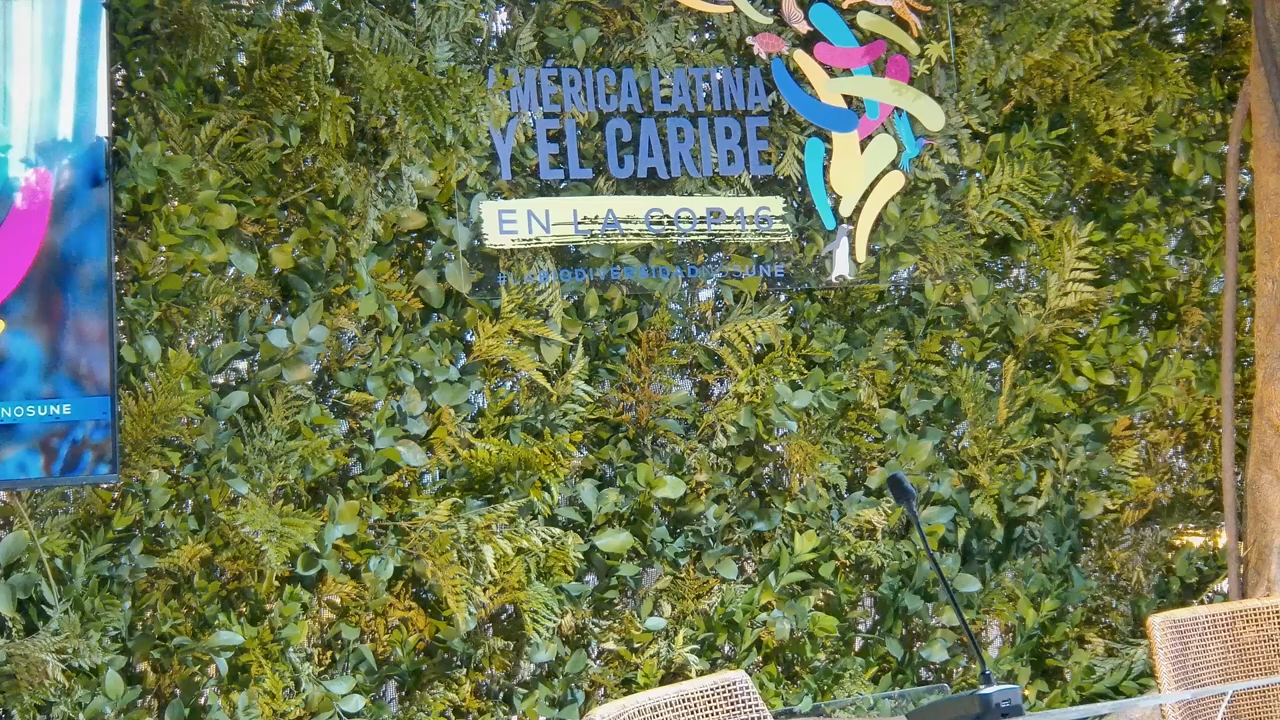 AMÉRICA LATINA
Y EL CARIBE
EN LA COP16
#LABIODIVERSIDADNOSUNE
NOSUNE